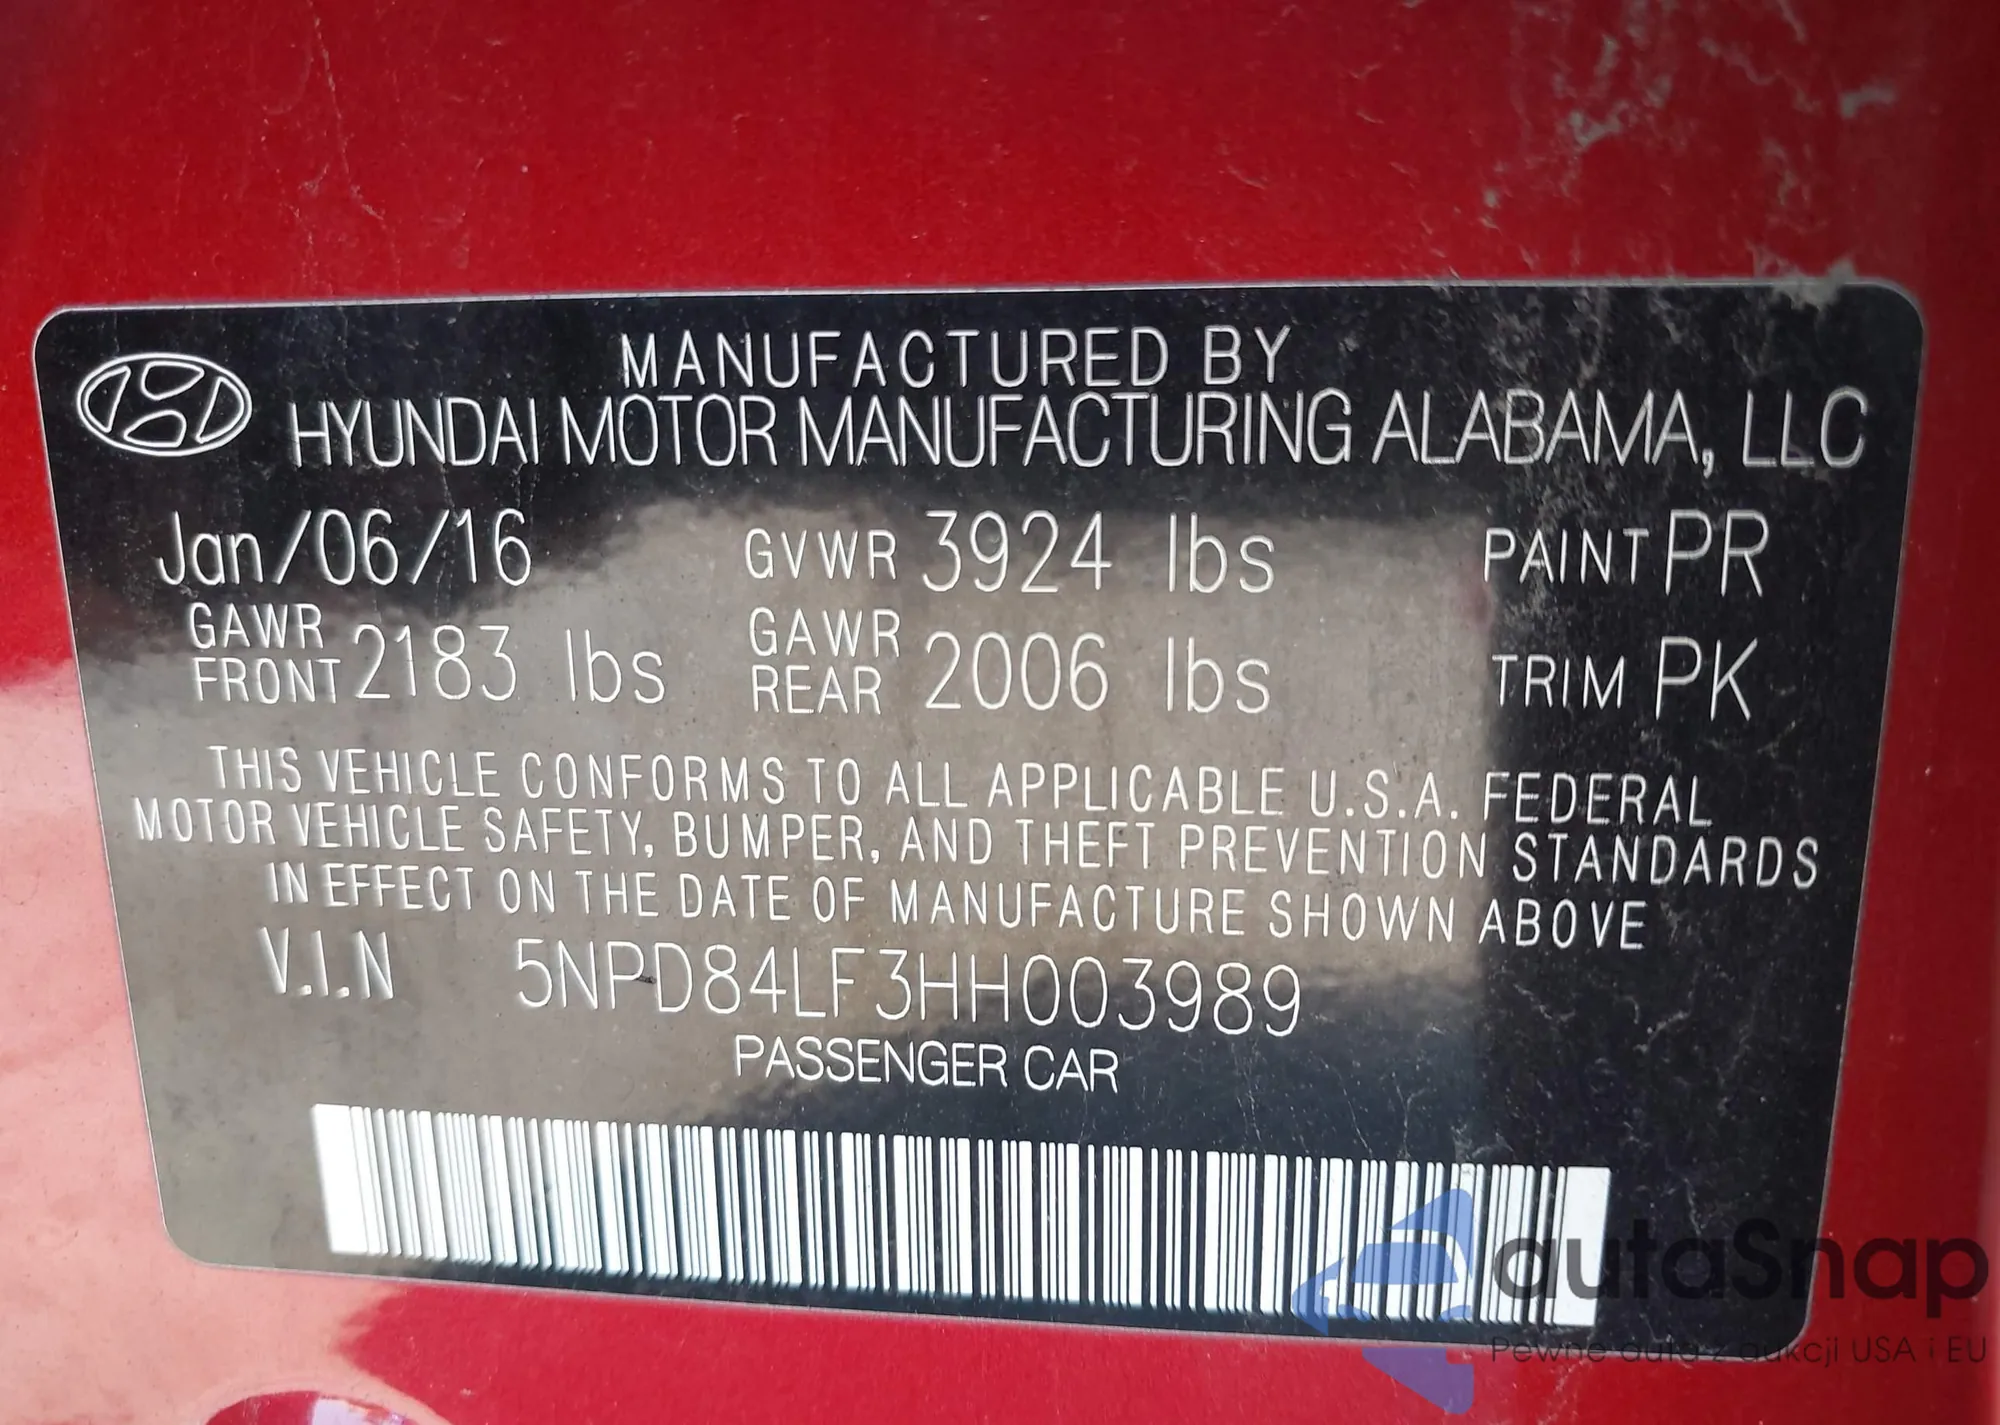 MANUFACTURED BY
HYUNDAI MOTOR MANUFACTURING ALABAMA, LLC
Jan/06/16 GVWR 3924 lbs PAINT PR
GAWR FRONT 2183 lbs GAWR REAR 2006 lbs TRIM PK
THIS VEHICLE CONFORMS TO ALL APPLICABLE U.S.A. FEDERAL
MOTOR VEHICLE SAFETY, BUMPER, AND THEFT PREVENTION STANDARDS
IN EFFECT ON THE DATE OF MANUFACTURE SHOWN ABOVE
V.I.N 5NPD84LF3HH003989
PASSENGER CAR
autaSnap
Pewne auta z aukcji USA i EU